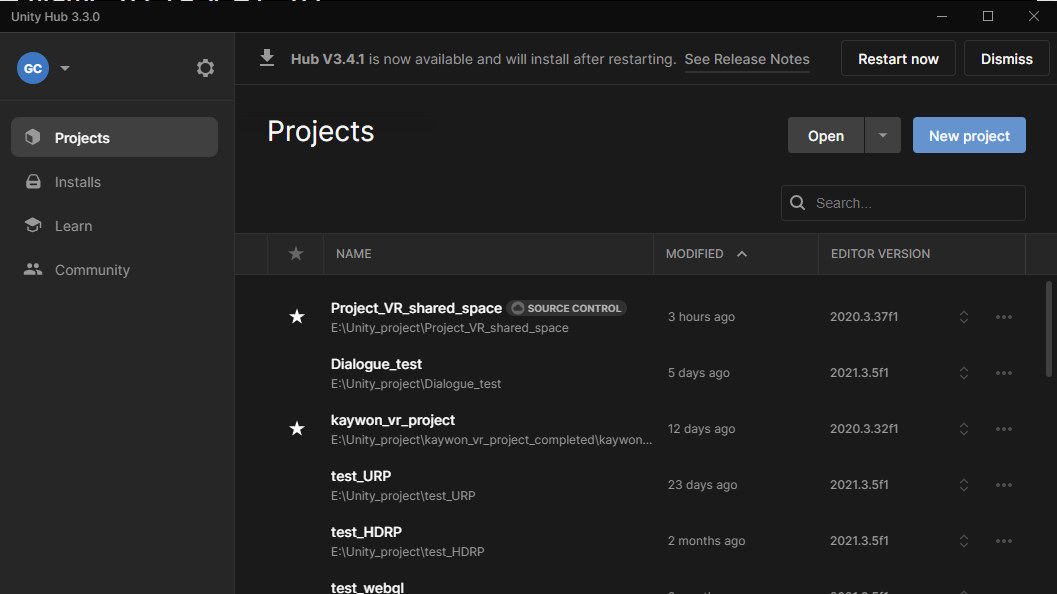 Unity Hub 3.3.0
GC
Hub V3.4.1 is now available and will install after restarting. See Release Notes
Restart now
Dismiss
Projects
Installs
Learn
Community
Projects
Open
New project
Search...
NAME
MODIFIED
EDITOR VERSION
Project_VR_shared_space SOURCE CONTROL
E:\Unity_project\Project_VR_shared_space
3 hours ago
2020.3.37f1
Dialogue_test
E:\Unity_project\Dialogue_test
5 days ago
2021.3.5f1
kaywon_vr_project
E:\Unity_project\kaywon_vr_project_completed\kaywon...
12 days ago
2020.3.32f1
test_URP
E:\Unity_project\test_URP
23 days ago
2021.3.5f1
test_HDRP
E:\Unity_project\test_HDRP
2 months ago
2021.3.5f1
test_webgl